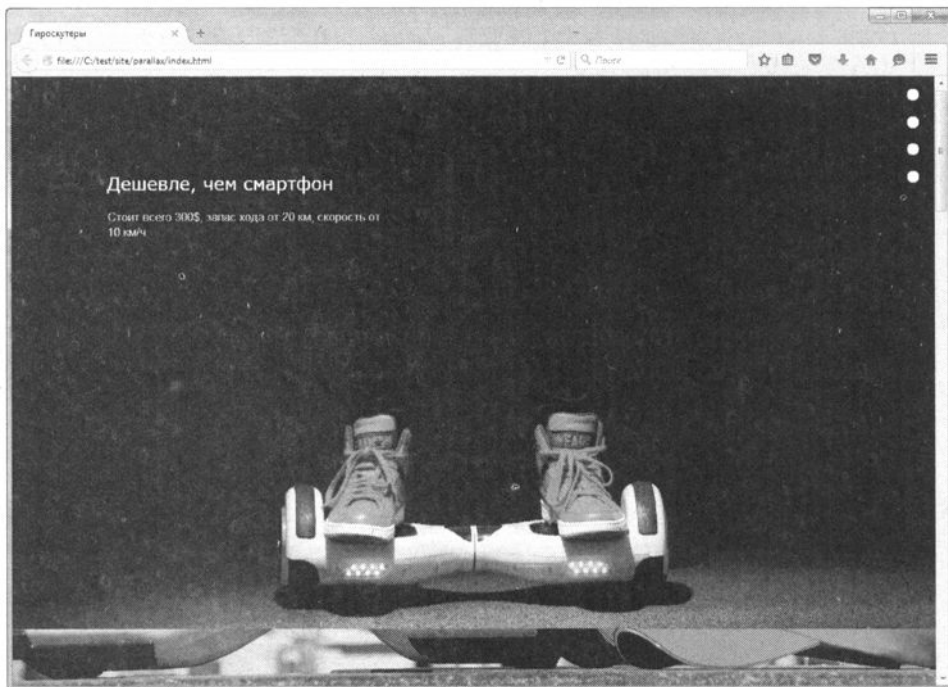 Гироскутеры
file:///C:/test/site/parallax/index.html
Поиск
Дешевле, чем смартфон
Стоит всего 300$, запас хода от 20 км, скорость от
10 км/ч